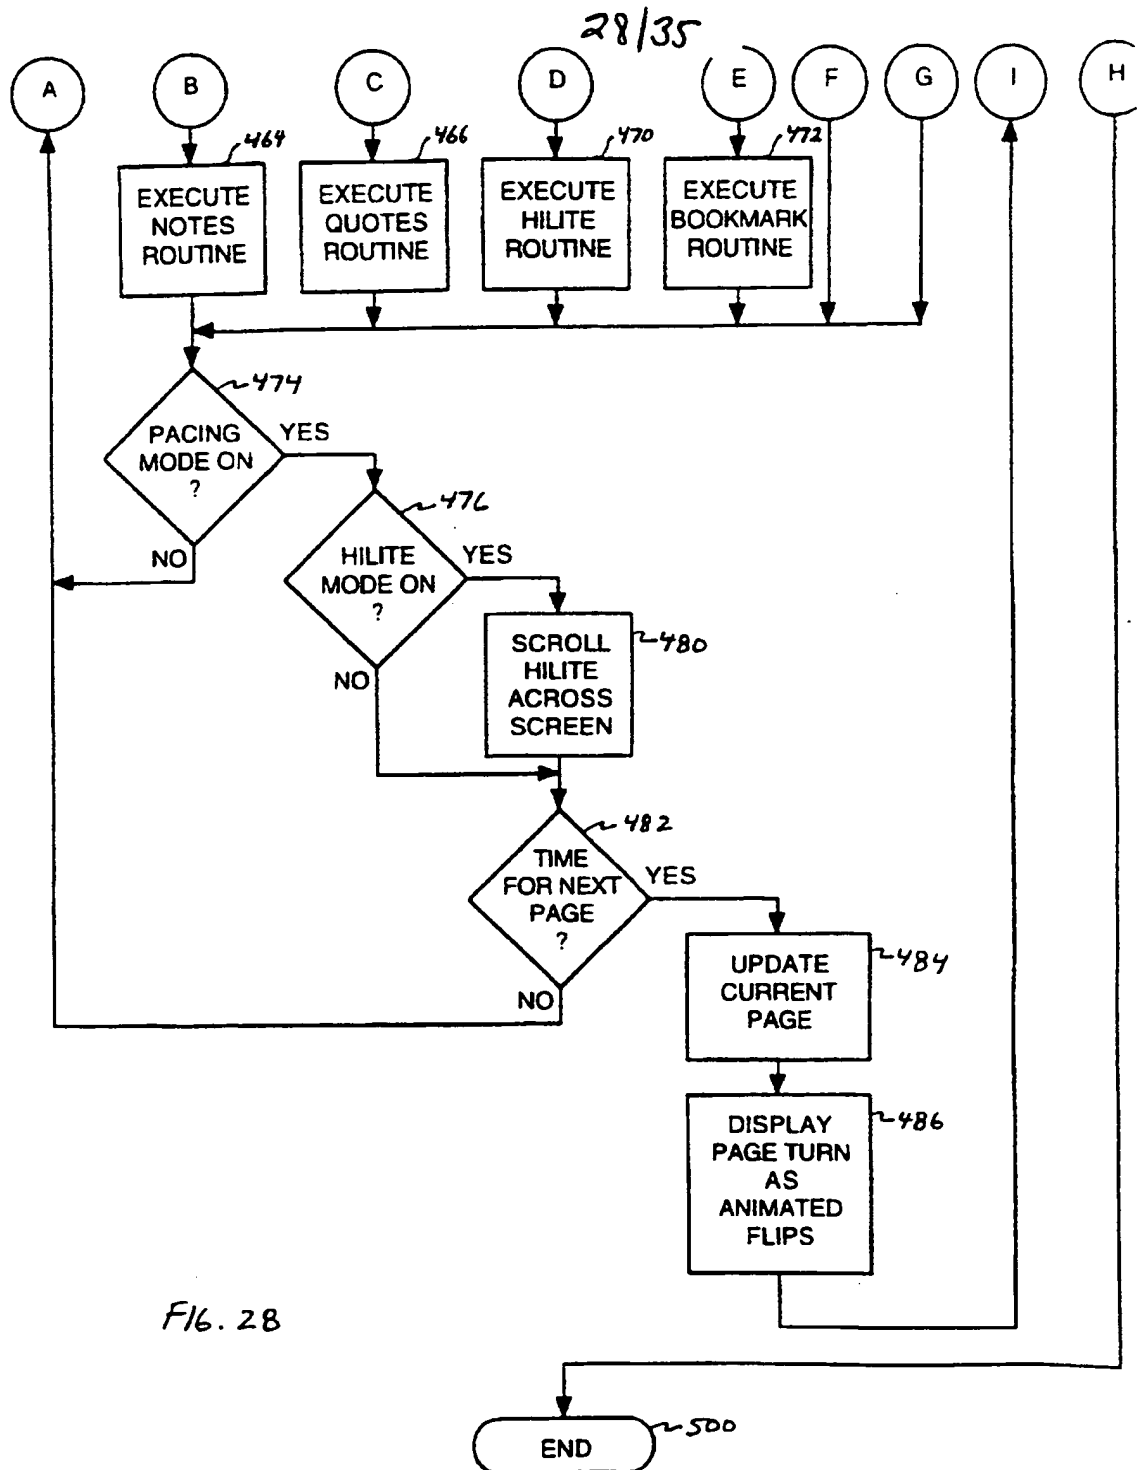 28/35
A
B
C
D
E
F
G
I
H
464
466
470
472
EXECUTE
NOTES
ROUTINE
EXECUTE
QUOTES
ROUTINE
EXECUTE
HILITE
ROUTINE
EXECUTE
BOOKMARK
ROUTINE
474
PACING
MODE ON
?
YES
NO
476
HILITE
MODE ON
?
YES
NO
480
SCROLL
HILITE
ACROSS
SCREEN
482
TIME
FOR NEXT
PAGE
?
YES
NO
484
UPDATE
CURRENT
PAGE
486
DISPLAY
PAGE TURN
AS
ANIMATED
FLIPS
FIG. 28
500
END